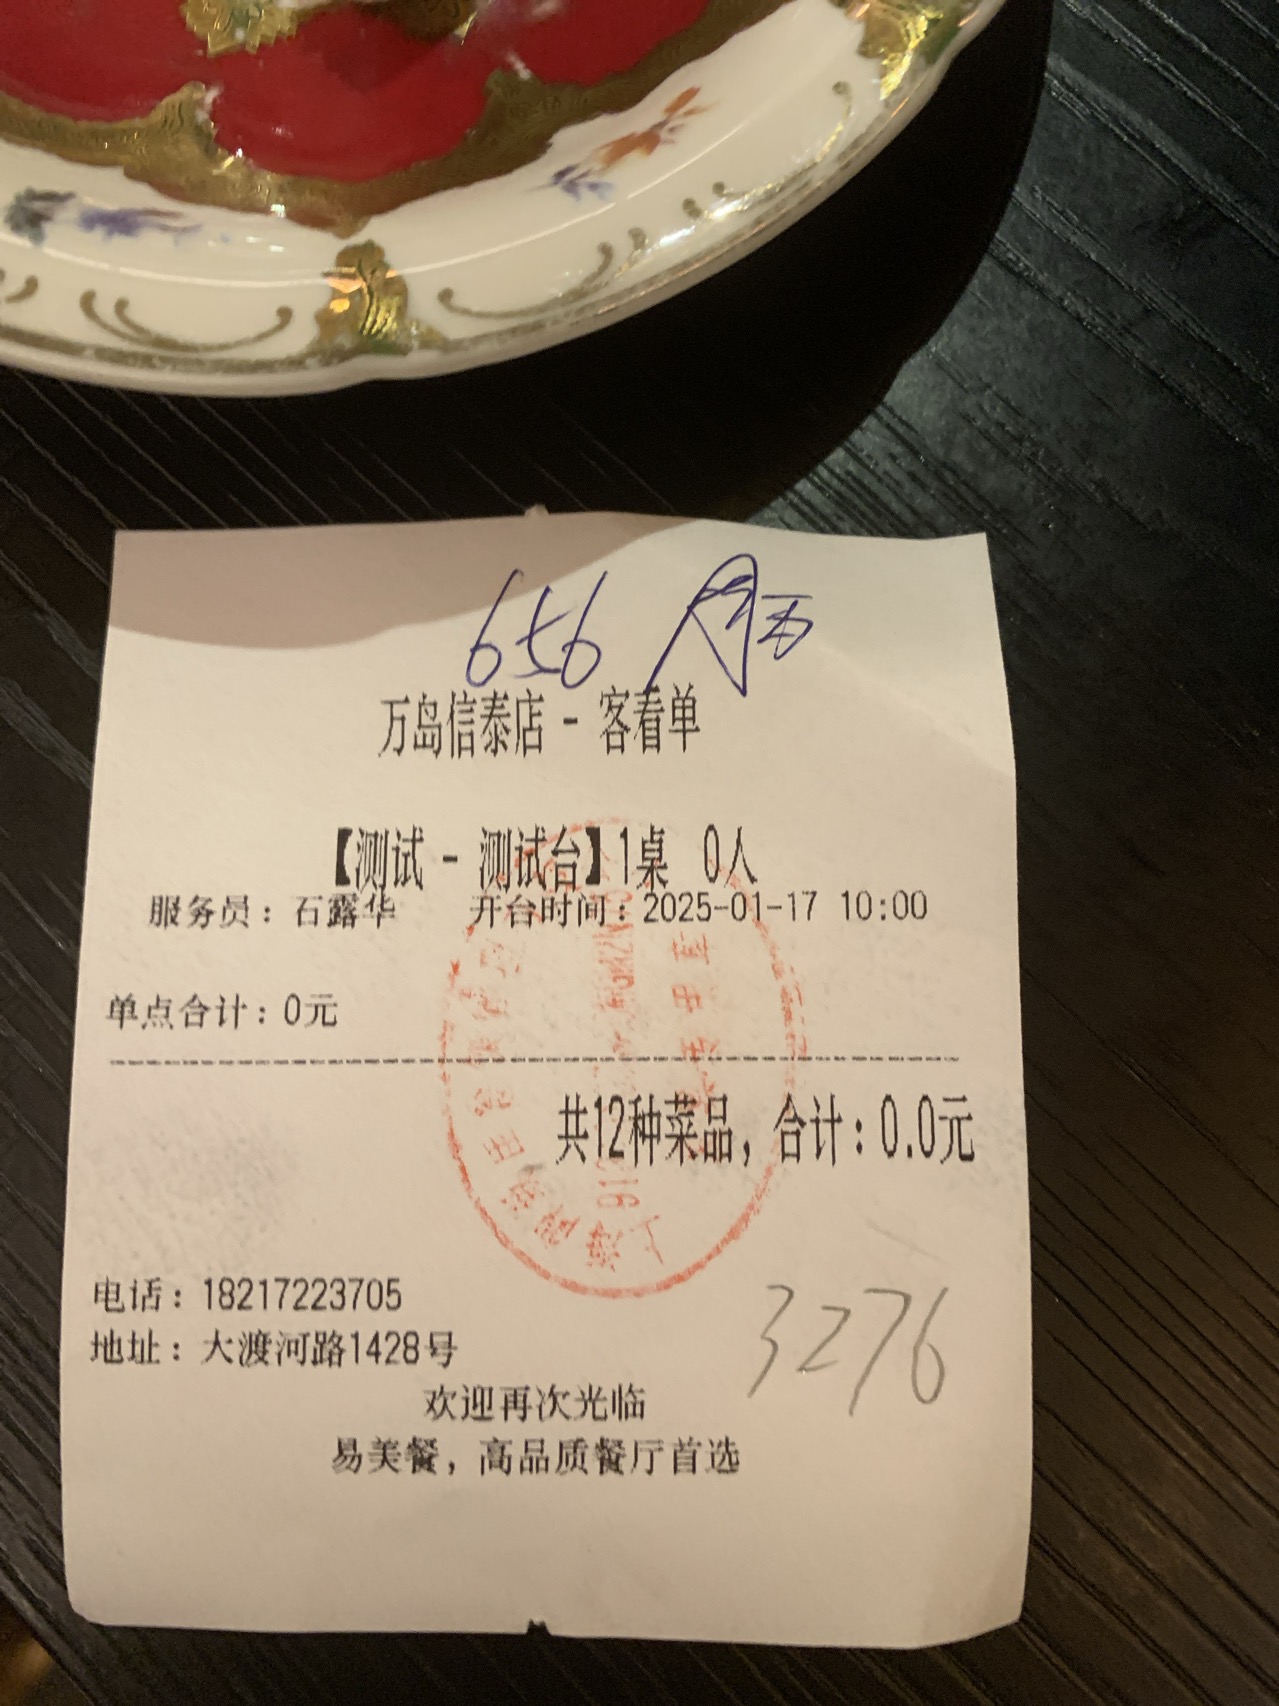 656
万岛信泰店 - 客看单
【测试 - 测试台】1桌 0人
服务员：石露华 开台时间：2025-01-17 10:00
单点合计：0元
共12种菜品，合计：0.0元
电话：18217223705
地址：大渡河路1428号
3276
欢迎再次光临
易美餐，高品质餐厅首选